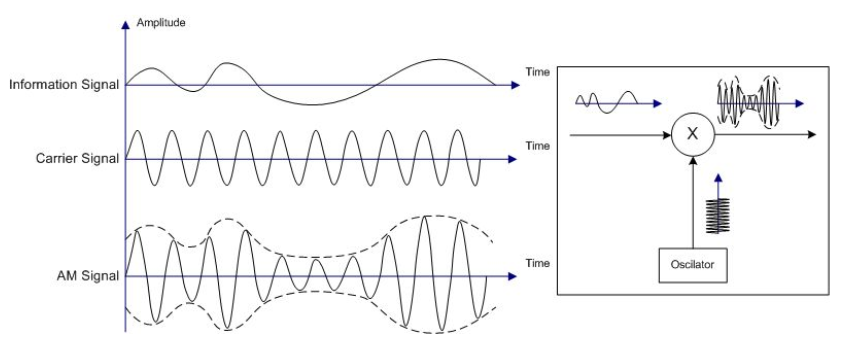 Amplitude
Information Signal
Time
Carrier Signal
Time
AM Signal
Time
X
Oscilator